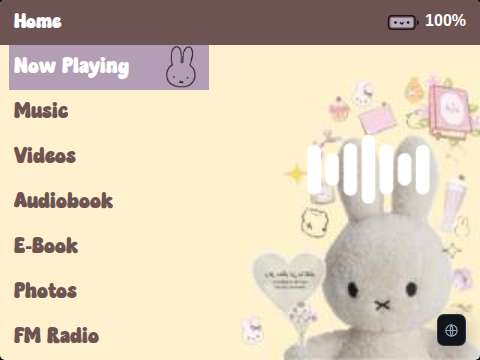 Home
100%
Now Playing
Music
Videos
Audiobook
E-Book
Photos
FM Radio